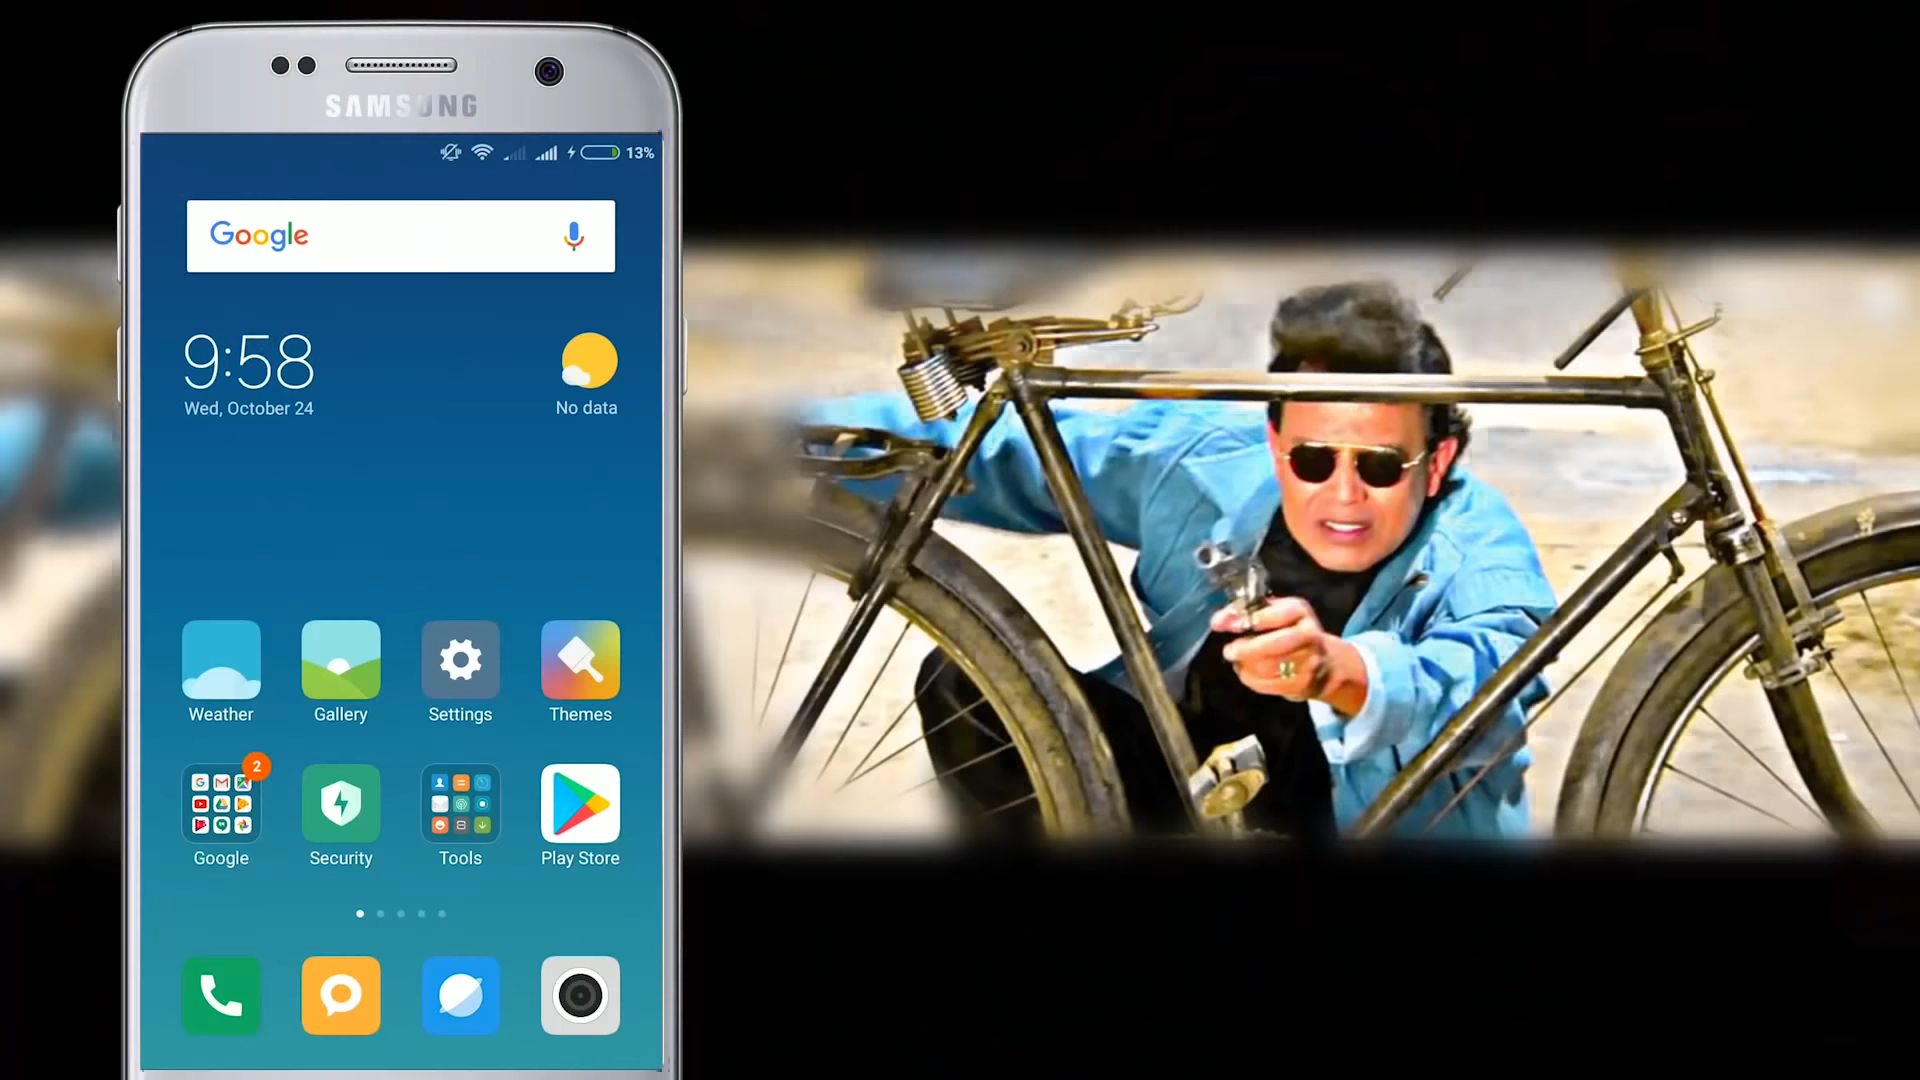 SAMSUNG
13%
Google
9:58
Wed, October 24
No data
Weather
Gallery
Settings
Themes
2
Google
Security
Tools
Play Store